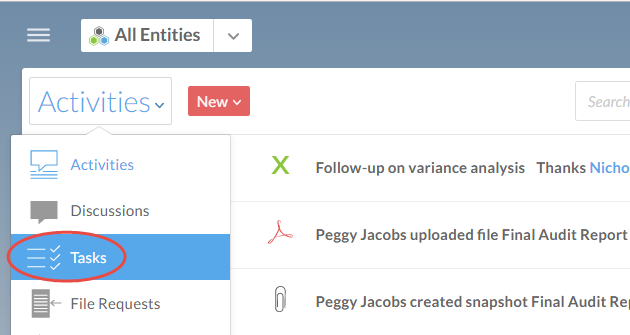 All Entities
Activities
New
Search
Activities
Follow-up on variance analysis Thanks Nicho
Discussions
Peggy Jacobs uploaded file Final Audit Report
Tasks
File Requests
Peggy Jacobs created snapshot Final Audit Rep